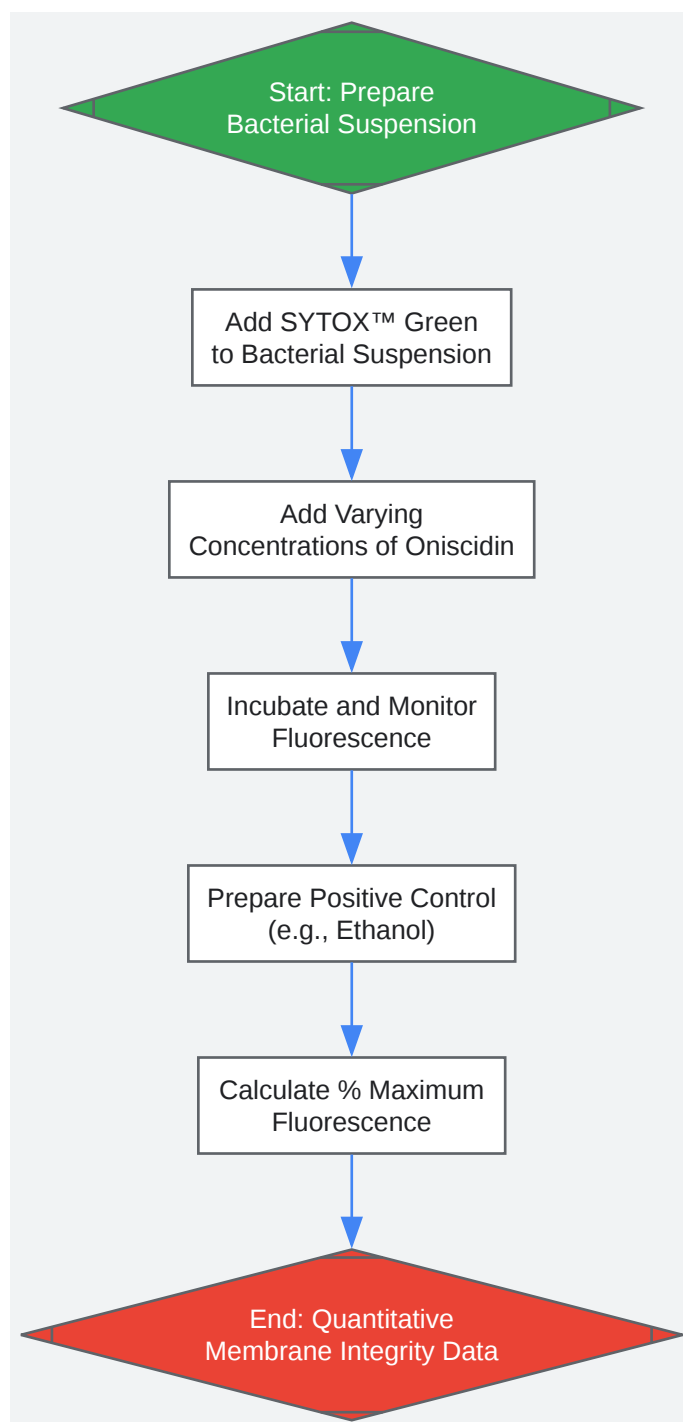 Start: Prepare
Bacterial Suspension
Add SYTOX™ Green
to Bacterial Suspension
Add Varying
Concentrations of Oniscidin
Incubate and Monitor
Fluorescence
Prepare Positive Control
(e.g., Ethanol)
Calculate % Maximum
Fluorescence
End: Quantitative
Membrane Integrity Data